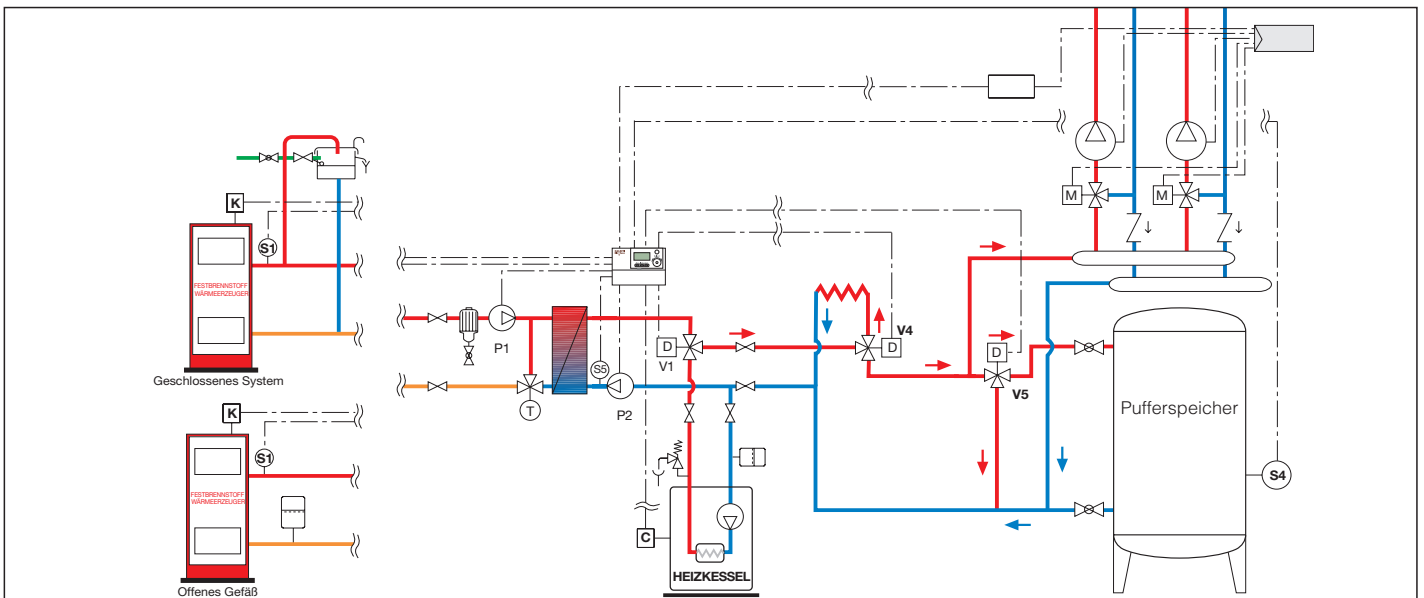 K
S1
FESTBRENNSTOFF
WÄRMEERZEUGER
Geschlossenes System
K
S1
FESTBRENNSTOFF
WÄRMEERZEUGER
Offenes Gefäß
P1
T
S5
P2
D
V1
V4
D
D
V5
M
M
Pufferspeicher
S4
C
HEIZKESSEL